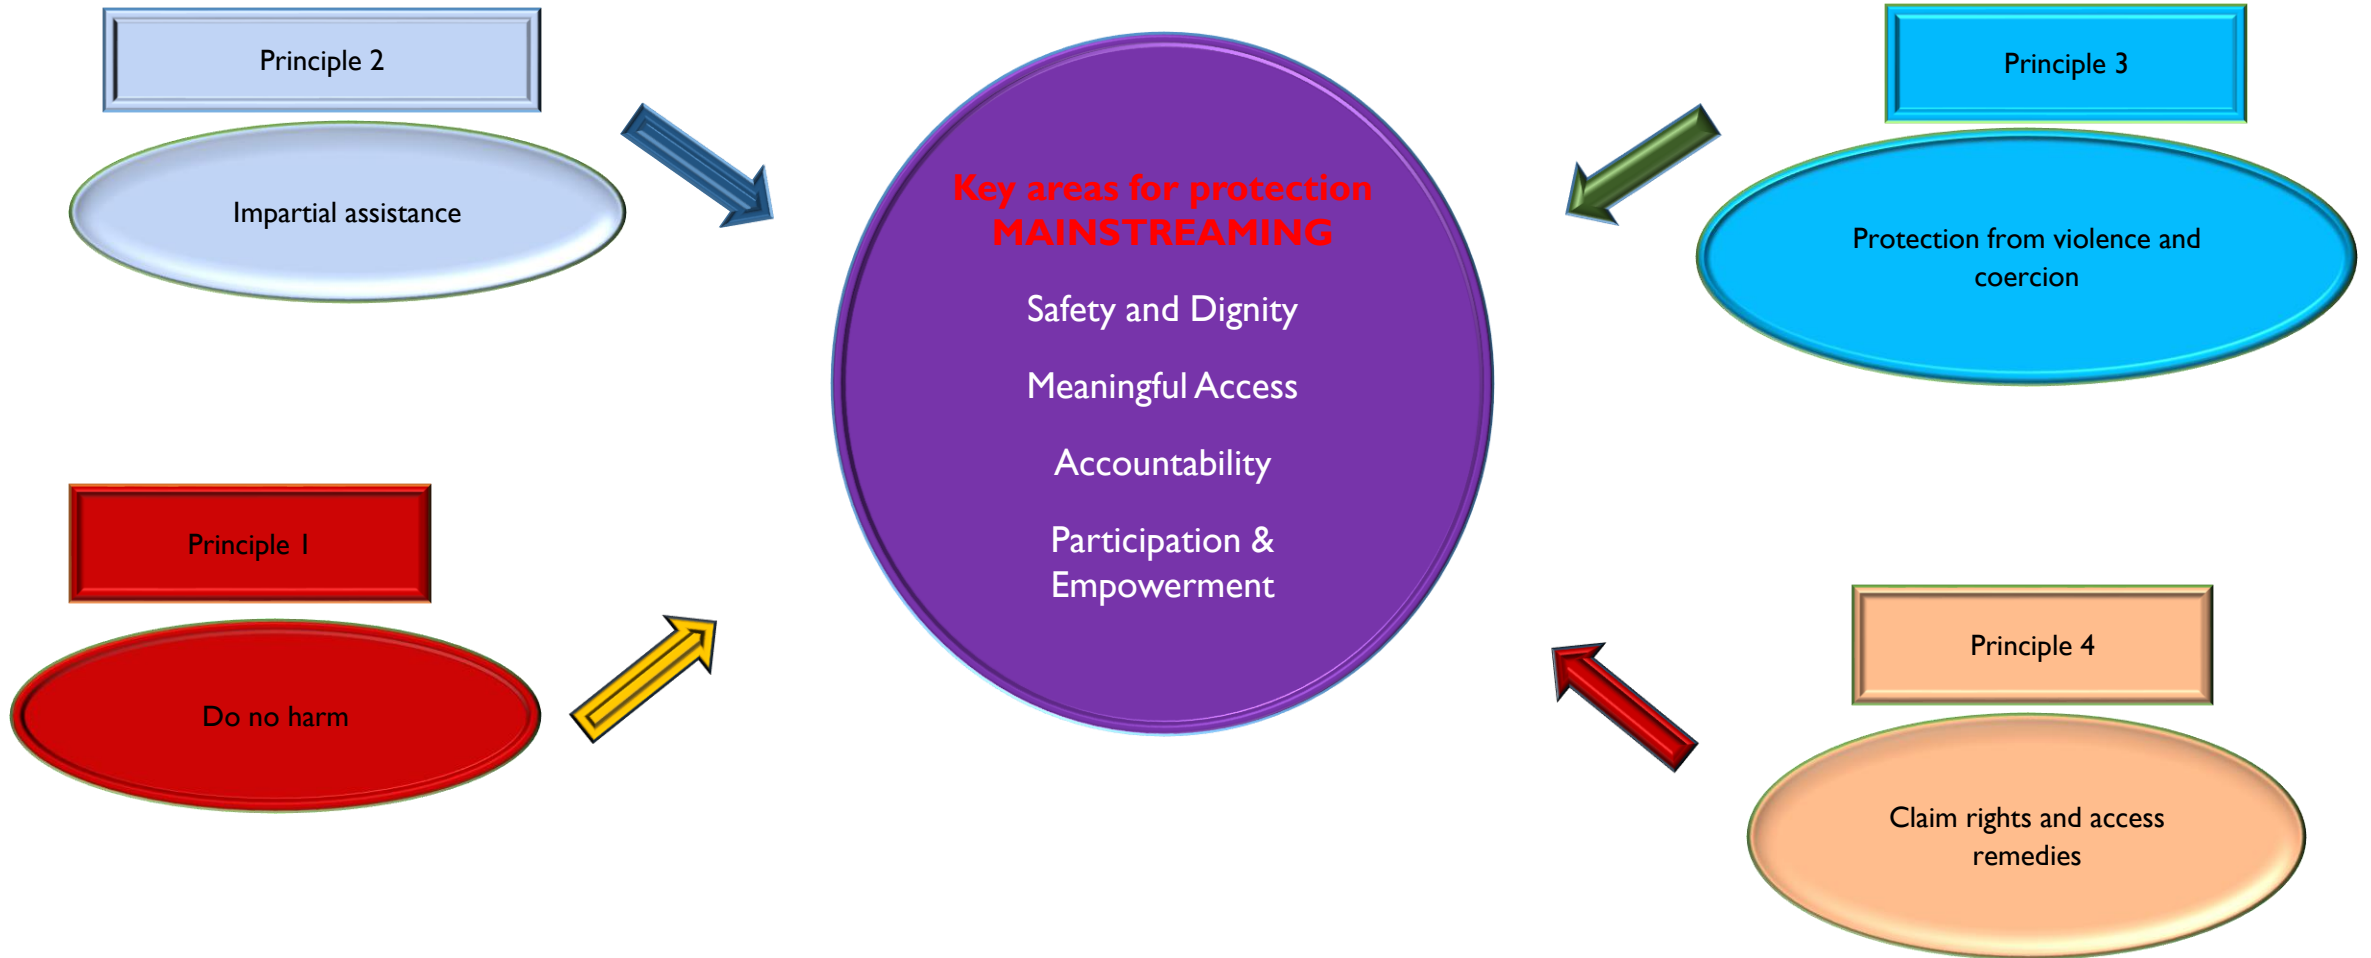 Principle 2
Impartial assistance
Principle 1
Do no harm
Key areas for protection
MAINSTREAMING
Safety and Dignity
Meaningful Access
Accountability
Participation &
Empowerment
Principle 3
Protection from violence and
coercion
Principle 4
Claim rights and access
remedies